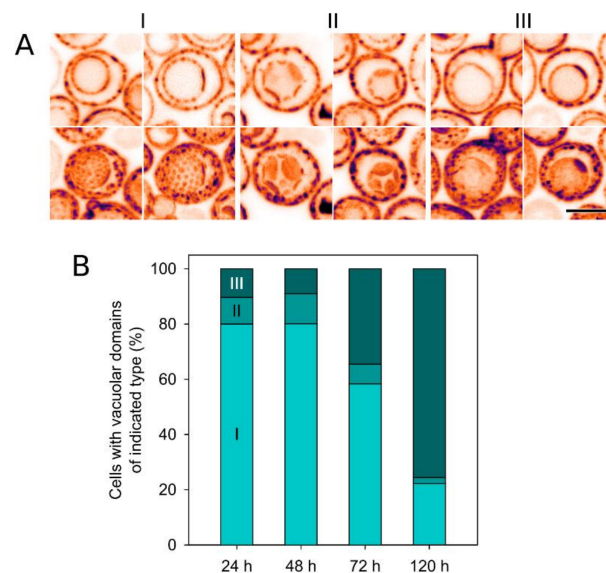 I II III
A
B
100
80
60
40
20
0
Cells with vacuolar domains
of indicated type (%)
III
II
I
24 h 48 h 72 h 120 h